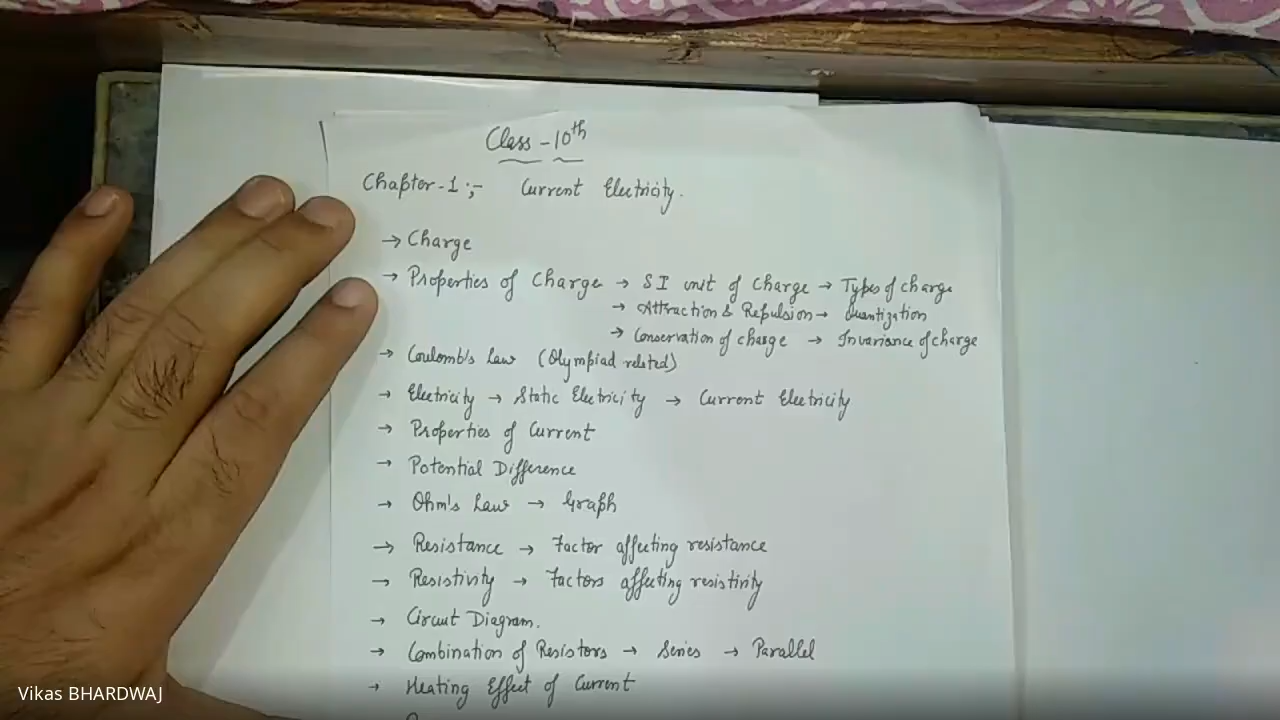 Class - 10th
Chapter-1 :- Current Electricity.
→ Charge
→ Properties of Charge → SI unit of Charge → Types of charge
→ Attraction & Repulsion → Quantization
→ Conservation of charge → Invariance of charge
→ Coulomb's Law (Olympiad related)
→ Electricity → Static Electricity → Current Electricity
→ Properties of Current
→ Potential Difference
→ Ohm's Law → Graph
→ Resistance → Factor affecting resistance
→ Resistivity → Factors affecting resistivity
→ Circuit Diagram.
→ Combination of Resistors → Series → Parallel
→ Heating Effect of Current
Vikas BHARDWAJ